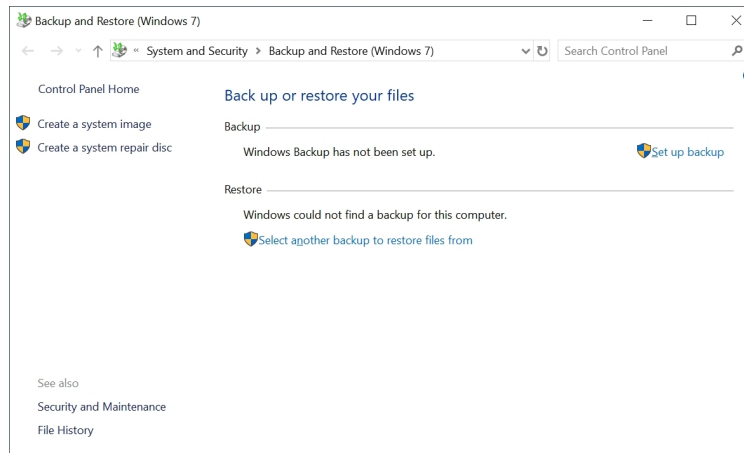 Backup and Restore (Windows 7)
« System and Security > Backup and Restore (Windows 7)
Search Control Panel
Control Panel Home
Create a system image
Create a system repair disc
Back up or restore your files
Backup
Windows Backup has not been set up.
Set up backup
Restore
Windows could not find a backup for this computer.
Select another backup to restore files from
See also
Security and Maintenance
File History